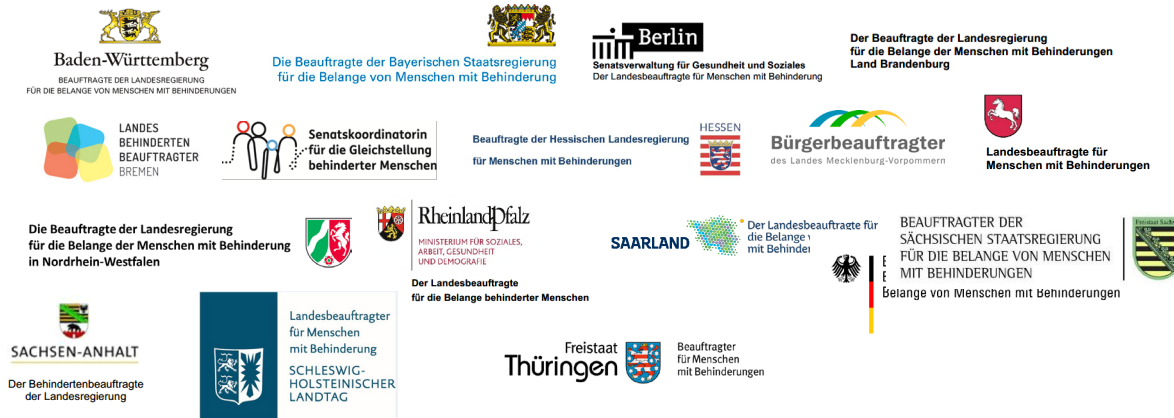 Baden-Württemberg
BEAUFTRAGTE DER LANDESREGIERUNG
FÜR DIE BELANGE VON MENSCHEN MIT BEHINDERUNGEN
Die Beauftragte der Bayerischen Staatsregierung
für die Belange von Menschen mit Behinderung
Berlin
Senatsverwaltung für Gesundheit und Soziales
Der Landesbeauftragte für Menschen mit Behinderung
Der Beauftragte der Landesregierung
für die Belange der Menschen mit Behinderungen
Land Brandenburg
LANDES
BEHINDERTEN
BEAUFTRAGTER
BREMEN
Senatskoordinatorin
für die Gleichstellung
behinderter Menschen
Beauftragte der Hessischen Landesregierung
für Menschen mit Behinderungen
HESSEN
Bürgerbeauftragter
des Landes Mecklenburg-Vorpommern
Landesbeauftragte für
Menschen mit Behinderungen
Die Beauftragte der Landesregierung
für die Belange der Menschen mit Behinderung
in Nordrhein-Westfalen
RheinlandPfalz
MINISTERIUM FÜR SOZIALES,
ARBEIT, GESUNDHEIT
UND DEMOGRAFIE
Der Landesbeauftragte
für die Belange behinderter Menschen
SAARLAND
Der Landesbeauftragte für
die Belange
mit Behinder
BEAUFTRAGTER DER
SÄCHSISCHEN STAATSREGIERUNG
FÜR DIE BELANGE VON MENSCHEN
MIT BEHINDERUNGEN
Freistaat Sachs
Belange von Menschen mit Behinderungen
SACHSEN-ANHALT
Der Behindertenbeauftragte
der Landesregierung
Landesbeauftragter
für Menschen
mit Behinderung
SCHLESWIG-
HOLSTEINISCHER
LANDTAG
Freistaat
Thüringen
Beauftragter
für Menschen
mit Behinderungen